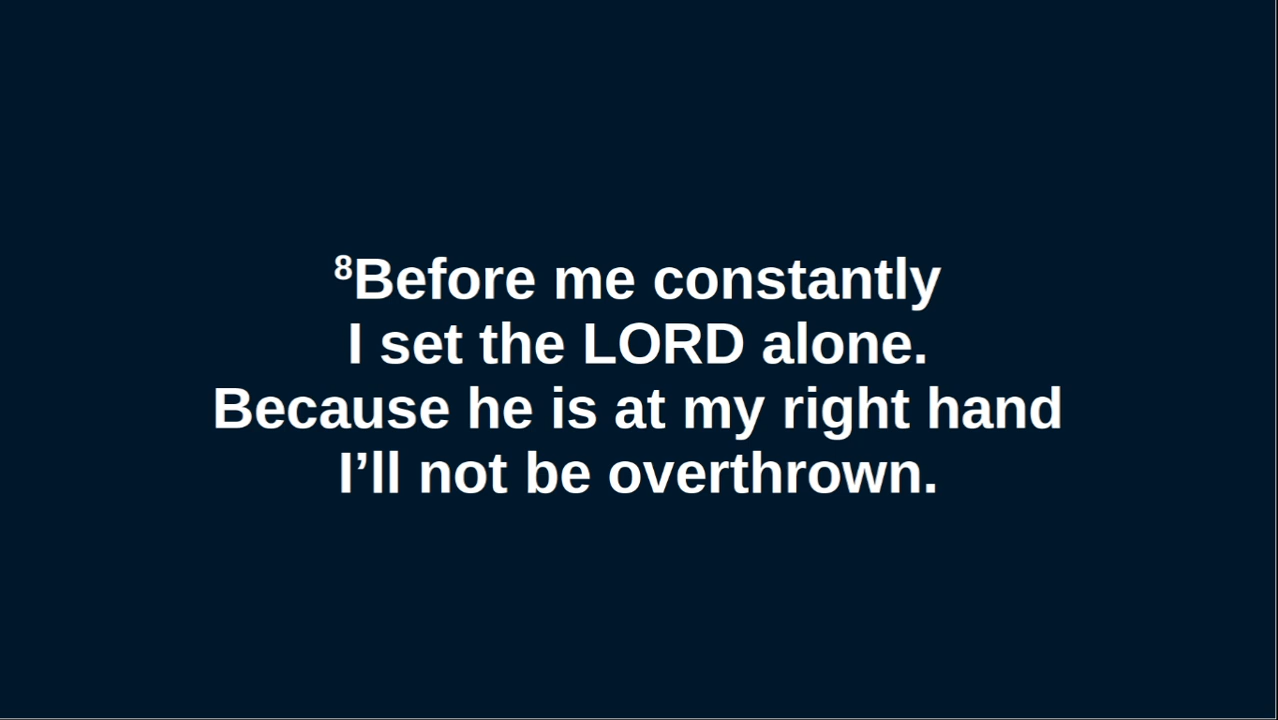 ⁸Before me constantly
I set the LORD alone.
Because he is at my right hand
I’ll not be overthrown.